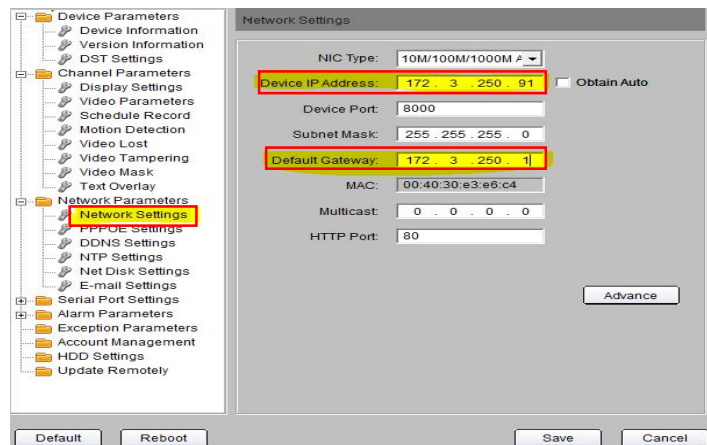 Device Parameters
Device Information
Version Information
DST Settings
Channel Parameters
Display Settings
Video Parameters
Schedule Record
Motion Detection
Video Lost
Video Tampering
Video Mask
Text Overlay
Network Parameters
Network Settings
PPPOE Settings
DDNS Settings
NTP Settings
Net Disk Settings
E-mail Settings
Serial Port Settings
Alarm Parameters
Exception Parameters
Account Management
HDD Settings
Update Remotely
Network Settings
NIC Type: 10M/100M/1000M A
Device IP Address: 172 . 3 . 250 . 91 Obtain Auto
Device Port: 8000
Subnet Mask: 255 . 255 . 255 . 0
Default Gateway: 172 . 3 . 250 . 1
MAC: 00:40:30:e3:e6:c4
Multicast: 0 . 0 . 0 . 0
HTTP Port: 80
Advance
Default Reboot Save Cancel